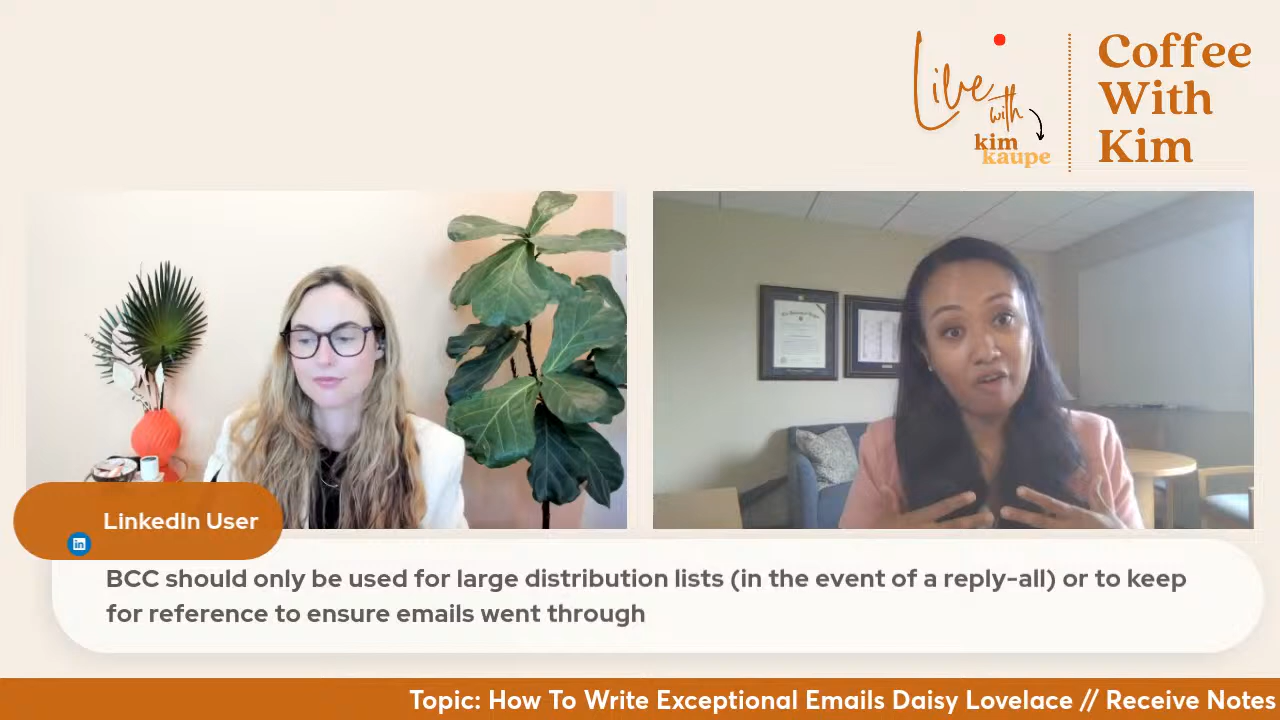 Live
with
kim
kaupe
Coffee
With
Kim
LinkedIn User
in
BCC should only be used for large distribution lists (in the event of a reply-all) or to keep
for reference to ensure emails went through
Topic: How To Write Exceptional Emails Daisy Lovelace // Receive Notes